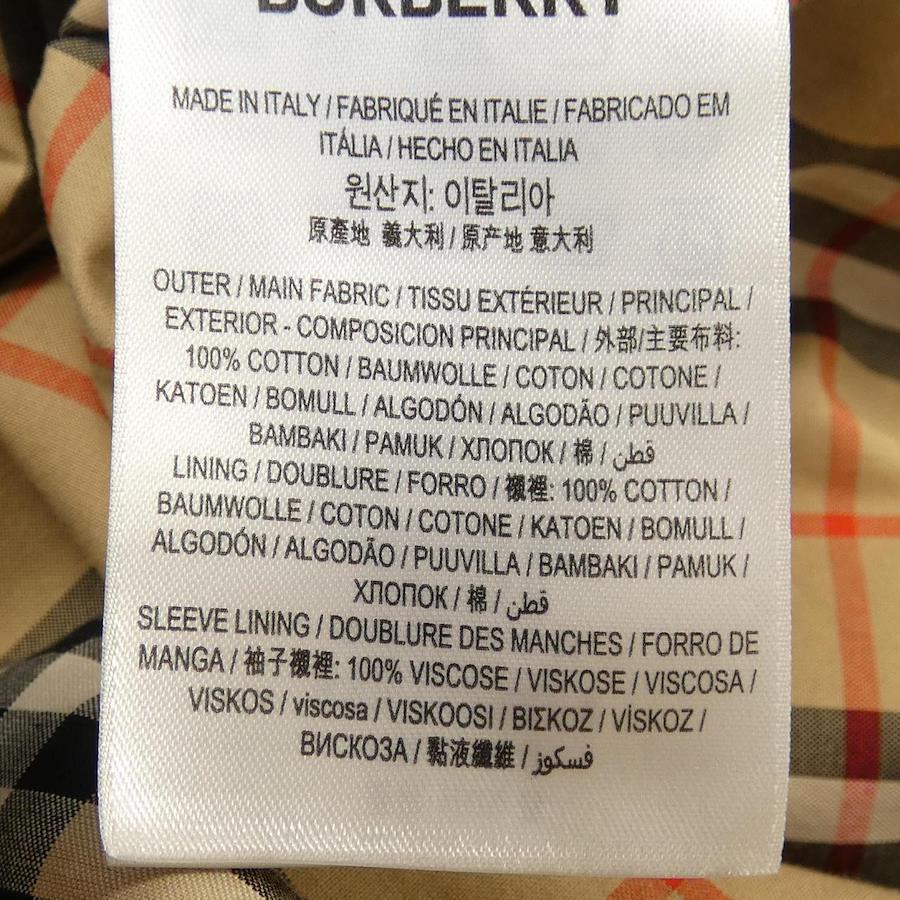 BURBERRY
MADE IN ITALY / FABRIQUÉ EN ITALIE / FABRICADO EM
ITÁLIA / HECHO EN ITALIA
원산지: 이탈리아
原產地 義大利 / 原产地 意大利
OUTER / MAIN FABRIC / TISSU EXTÉRIEUR / PRINCIPAL /
EXTERIOR - COMPOSICION PRINCIPAL / 外部/主要布料:
100% COTTON / BAUMWOLLE / COTON / COTONE /
KATOEN / BOMULL / ALGODÓN / ALGODÃO / PUUVILLA /
BAMBAKI / PAMUK / ХЛОПОК / 棉 / قطن
LINING / DOUBLURE / FORRO / 襯裡: 100% COTTON /
BAUMWOLLE / COTON / COTONE / KATOEN / BOMULL /
ALGODÓN / ALGODÃO / PUUVILLA / BAMBAKI / PAMUK /
ХЛОПОК / 棉 / قطن
SLEEVE LINING / DOUBLURE DES MANCHES / FORRO DE
MANGA / 袖子襯裡: 100% VISCOSE / VISKOSE / VISCOSA /
VISKOS / viscosa / VISKOOSI / ΒΙΣΚΟΖ / VİSKOZ /
ВИСКОЗА / 黏液纖維 / فسكوز